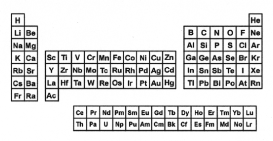 H He
Li Be B C N O F Ne
Na Mg Al Si P S Cl Ar
K Ca Sc Ti V Cr Mn Fe Co Ni Cu Zn Ga Ge As Se Br Kr
Rb Sr Y Zr Nb Mo Tc Ru Rh Pd Ag Cd In Sn Sb Te I Xe
Cs Ba La Hf Ta W Re Os Ir Pt Au Hg Tl Pb Bi Po At Rn
Fr Ra Ac
Ce Pr Nd Pm Sm Eu Gd Tb Dy Ho Er Tm Yb Lu
Th Pa U Np Pu Am Cm Bk Cf Es Fm Md No Lr